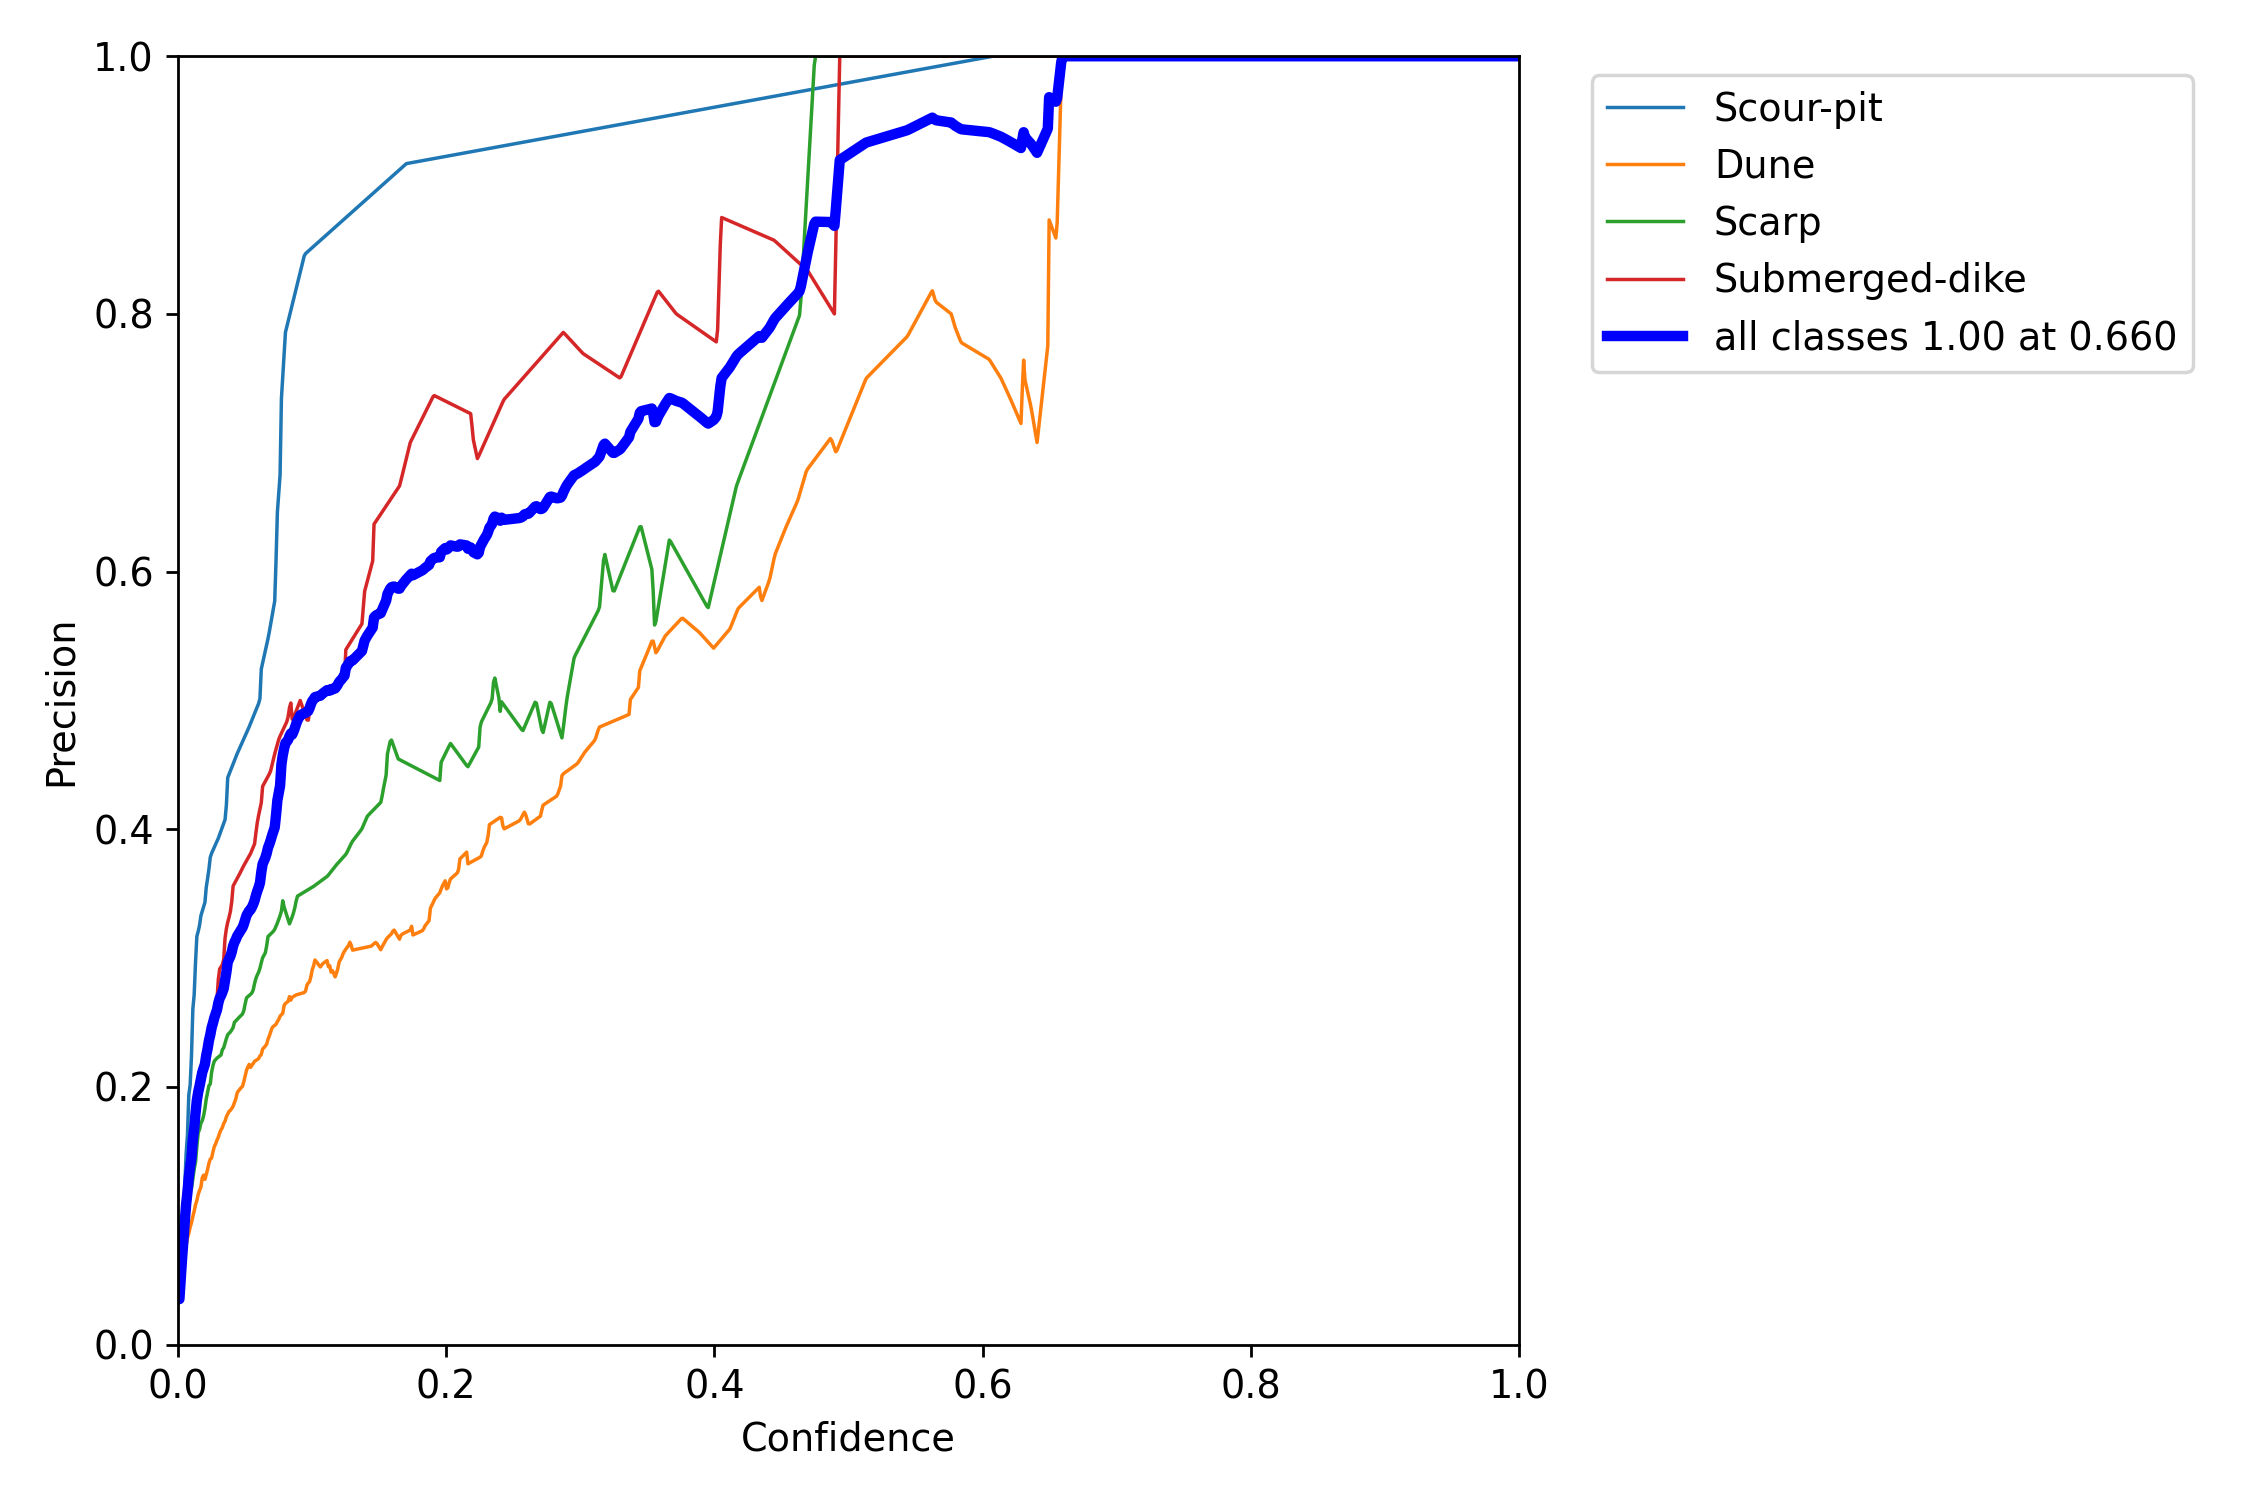 1.0
0.8
0.6
0.4
0.2
0.0
Precision
0.0 0.2 0.4 0.6 0.8 1.0
Confidence
Scour-pit
Dune
Scarp
Submerged-dike
all classes 1.00 at 0.660